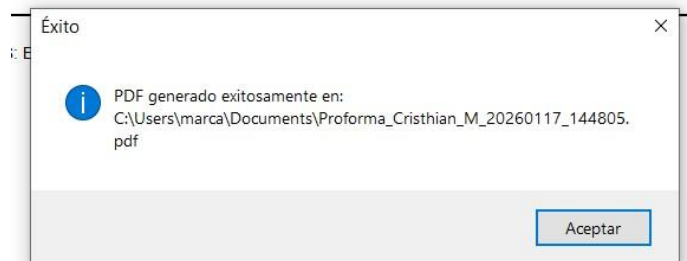 Éxito
PDF generado exitosamente en:
C:\Users\marca\Documents\Proforma_Cristhian_M_20260117_144805.
pdf
Aceptar